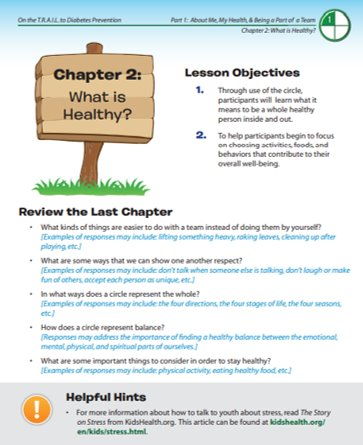 On the T.R.A.I.L. to Diabetes Prevention
Part 1: About Me, My Health, & Being a Part of a Team
Chapter 2: What is Healthy?
1
Chapter 2:
What is
Healthy?
Lesson Objectives
1. Through use of the circle,
participants will learn what it
means to be a whole healthy
person inside and out.
2. To help participants begin to focus
on choosing activities, foods, and
behaviors that contribute to their
overall well-being.
Review the Last Chapter
• What kinds of things are easier to do with a team instead of doing them by yourself?
[Examples of responses may include: lifting something heavy, raking leaves, cleaning up after
playing, etc.]
• What are some ways that we can show one another respect?
[Examples of responses may include: don't talk when someone else is talking, don't laugh or make
fun of others, accept each person as unique, etc.]
• In what ways does a circle represent the whole?
[Examples of responses may include: the four directions, the four stages of life, the four seasons,
etc.]
• How does a circle represent balance?
[Responses may address the importance of finding a healthy balance between the emotional,
mental, physical, and spiritual parts of ourselves.]
• What are some important things to consider in order to stay healthy?
[Examples of responses may include: physical activity, eating healthy food, etc.]
!
Helpful Hints
• For more information about how to talk to youth about stress, read The Story
on Stress from KidsHealth.org. This article can be found at kidshealth.org/
en/kids/stress.html.